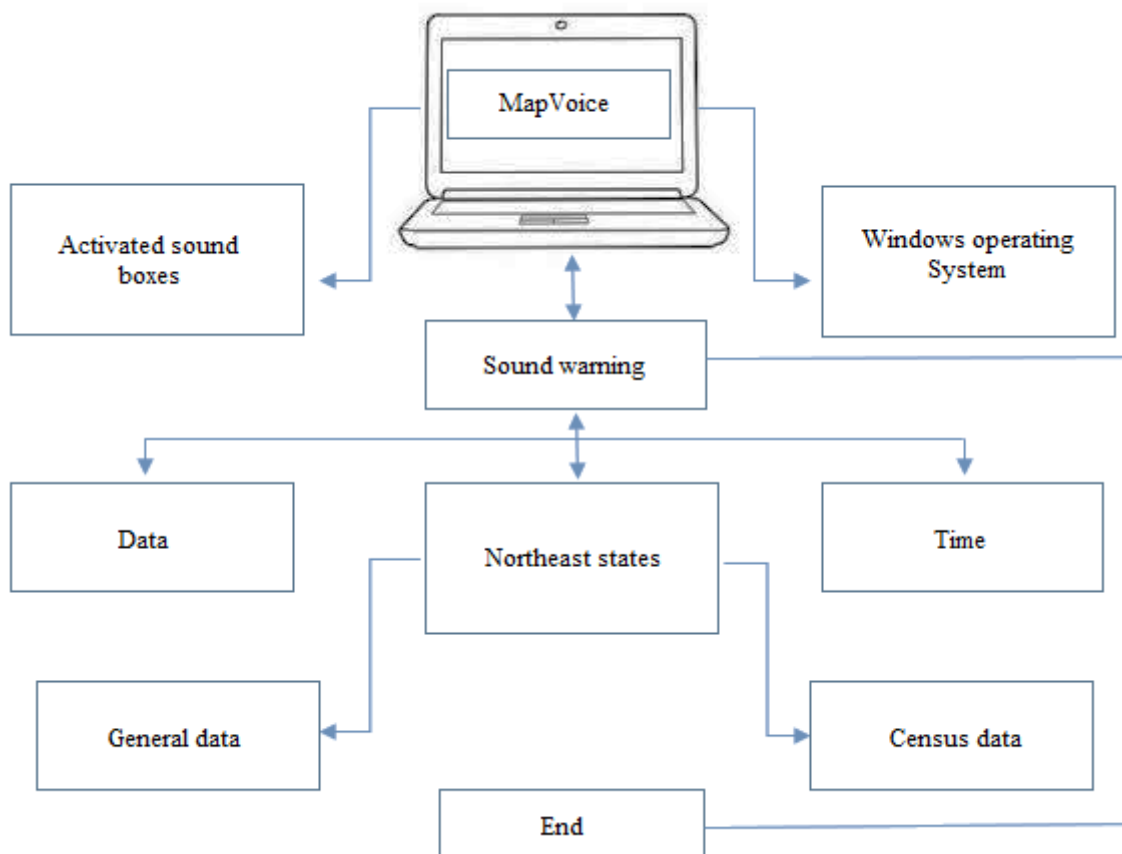 MapVoice
Activated sound
boxes
Windows operating
System
Sound warning
Data
Northeast states
Time
General data
Census data
End